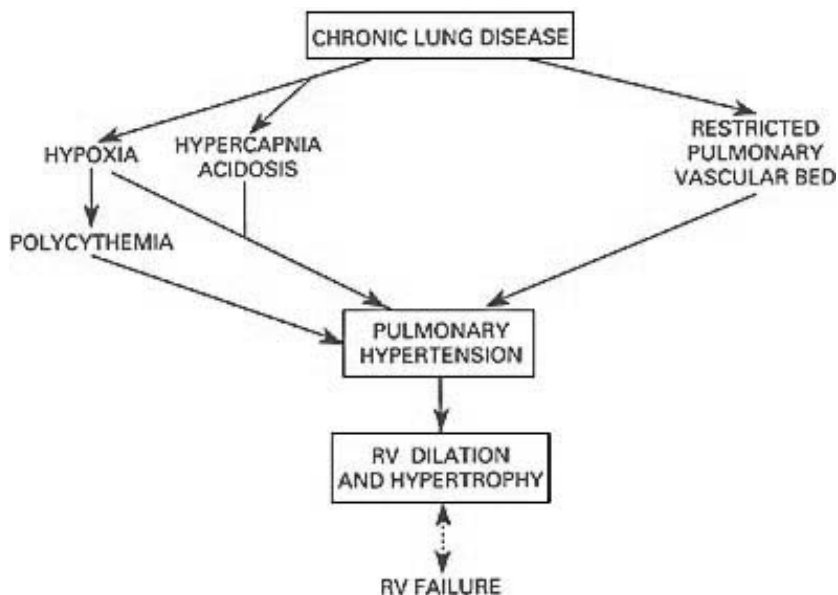 CHRONIC LUNG DISEASE
HYPOXIA
HYPERCAPNIA
ACIDOSIS
RESTRICTED
PULMONARY
VASCULAR BED
POLYCYTHEMIA
PULMONARY
HYPERTENSION
RV DILATION
AND HYPERTROPHY
RV FAILURE